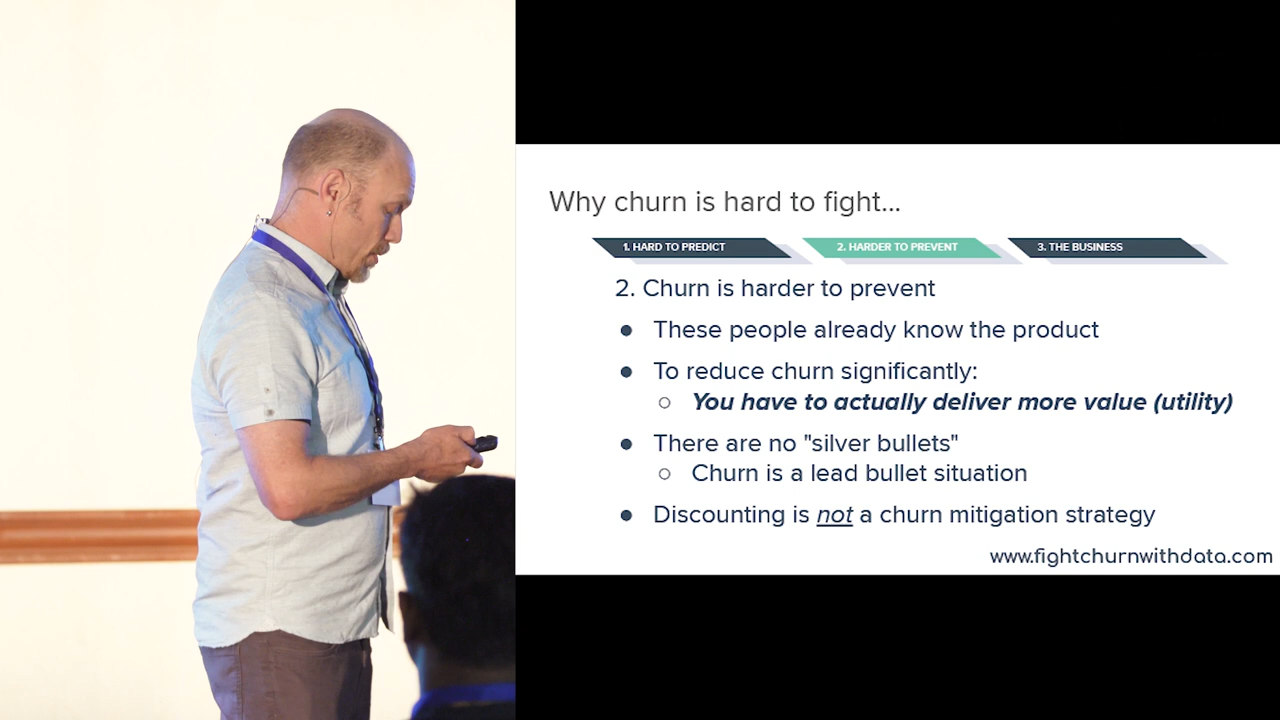 Why churn is hard to fight...
1. HARD TO PREDICT
2. HARDER TO PREVENT
3. THE BUSINESS
2. Churn is harder to prevent
● These people already know the product
● To reduce churn significantly:
○ You have to actually deliver more value (utility)
● There are no "silver bullets"
○ Churn is a lead bullet situation
● Discounting is not a churn mitigation strategy
www.fightchurnwithdata.com